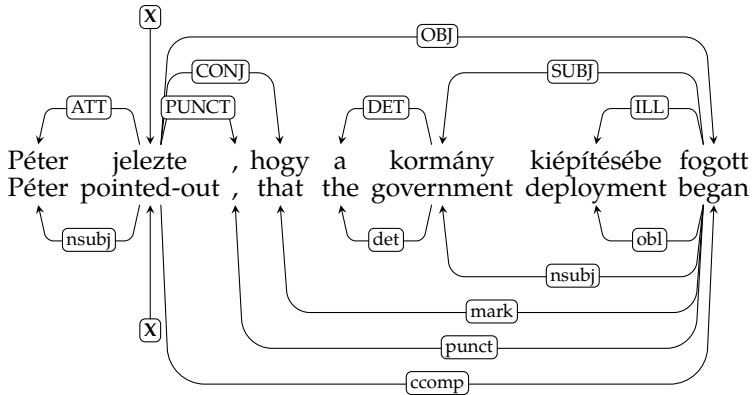 X
OBJ
CONJ SUBJ
ATT PUNCT DET ILL
Péter jelezte , hogy a kormány kiépítésébe fogott
Péter pointed-out , that the government deployment began
nsubj det obl
nsubj
mark
X
punct
ccomp